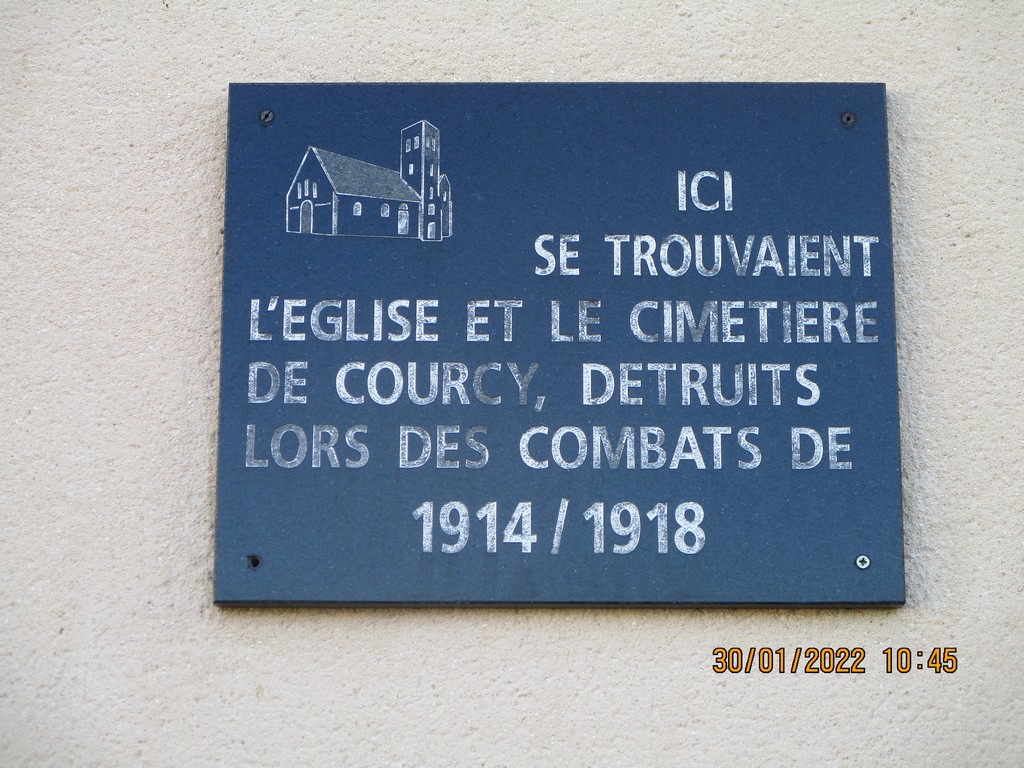 ICI
SE TROUVAIENT
L'EGLISE ET LE CIMETIERE
DE COURCY, DETRUITS
LORS DES COMBATS DE
1914/1918
30/01/2022 10:45